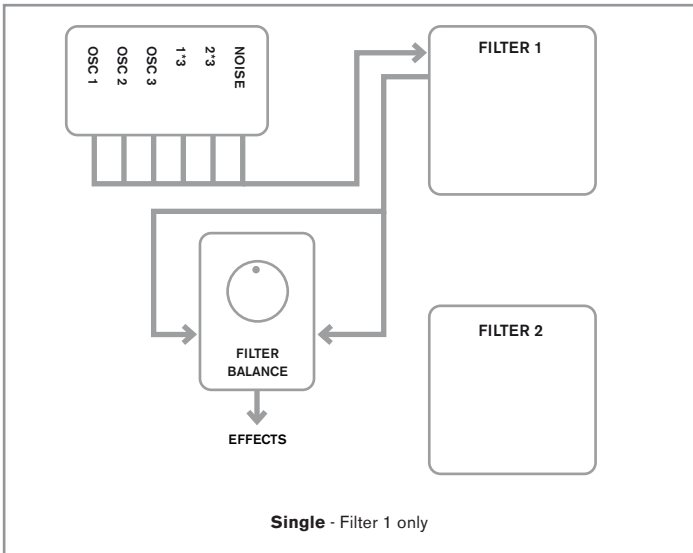 OSC 1
OSC 2
OSC 3
1*3
2*3
NOISE
FILTER 1
FILTER
BALANCE
EFFECTS
FILTER 2
Single - Filter 1 only